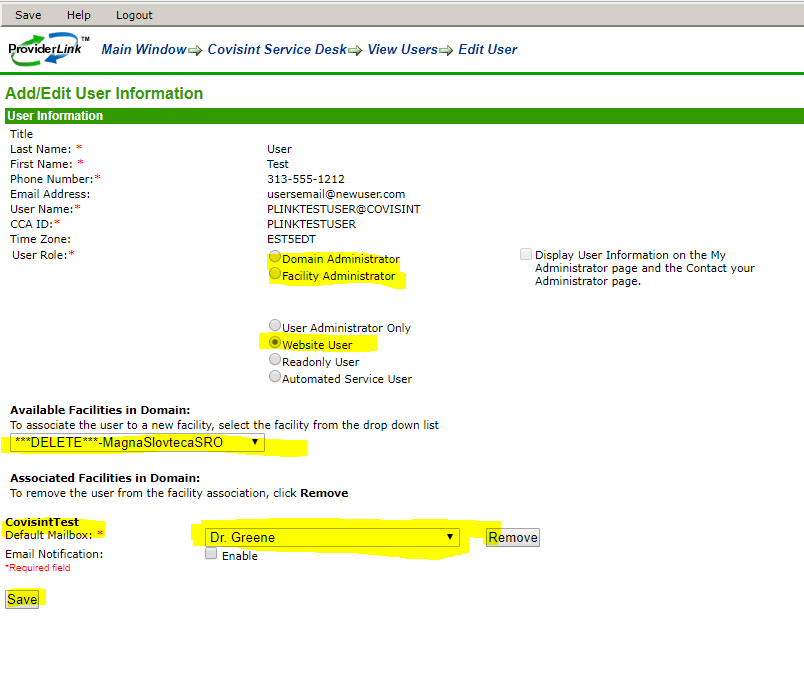 Save Help Logout
ProviderLink™ Main Window Covisint Service Desk View Users Edit User
Add/Edit User Information
User Information
Title
Last Name: * User
First Name: * Test
Phone Number:* 313-555-1212
Email Address: usersemail@newuser.com
User Name:* PLINKTESTUSER@COVISINT
CCA ID:* PLINKTESTUSER
Time Zone: EST5EDT
User Role:*
Domain Administrator
Facility Administrator
Display User Information on the My
Administrator page and the Contact your
Administrator page.
User Administrator Only
Website User
Readonly User
Automated Service User
Available Facilities in Domain:
To associate the user to a new facility, select the facility from the drop down list
***DELETE***-MagnaSlovtecaSRO
Associated Facilities in Domain:
To remove the user from the facility association, click Remove
CovisintTest
Default Mailbox: * Dr. Greene Remove
Email Notification: Enable
*Required field
Save